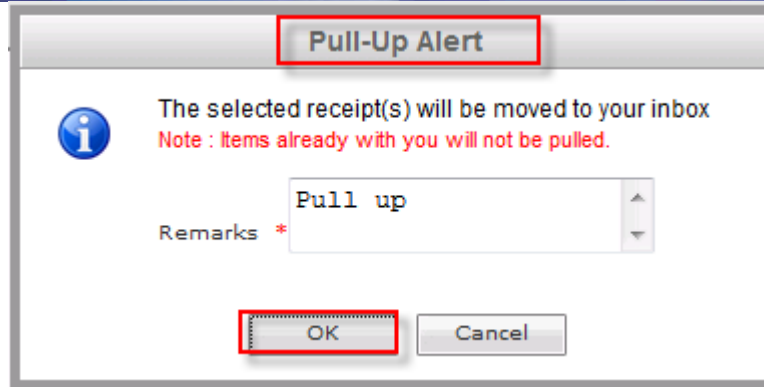 Pull-Up Alert
The selected receipt(s) will be moved to your inbox
Note : Items already with you will not be pulled.
Pull up
Remarks *
OK Cancel